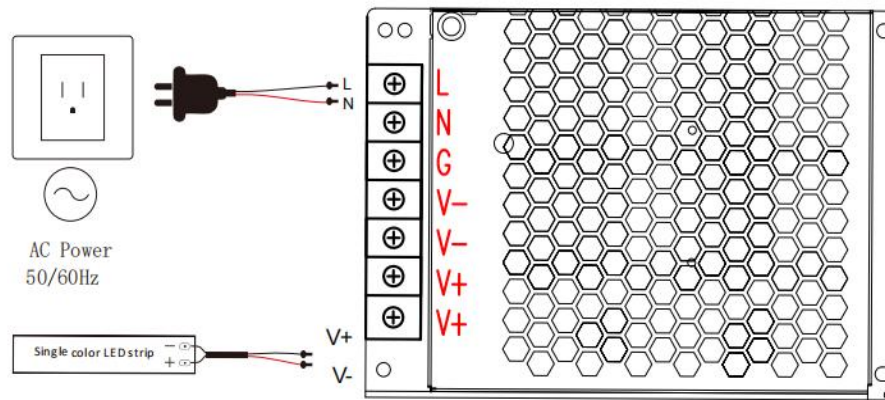 L
N
AC Power
50/60Hz
Single color LED strip
−
+
V+
V-
L
N
G
V−
V−
V+
V+